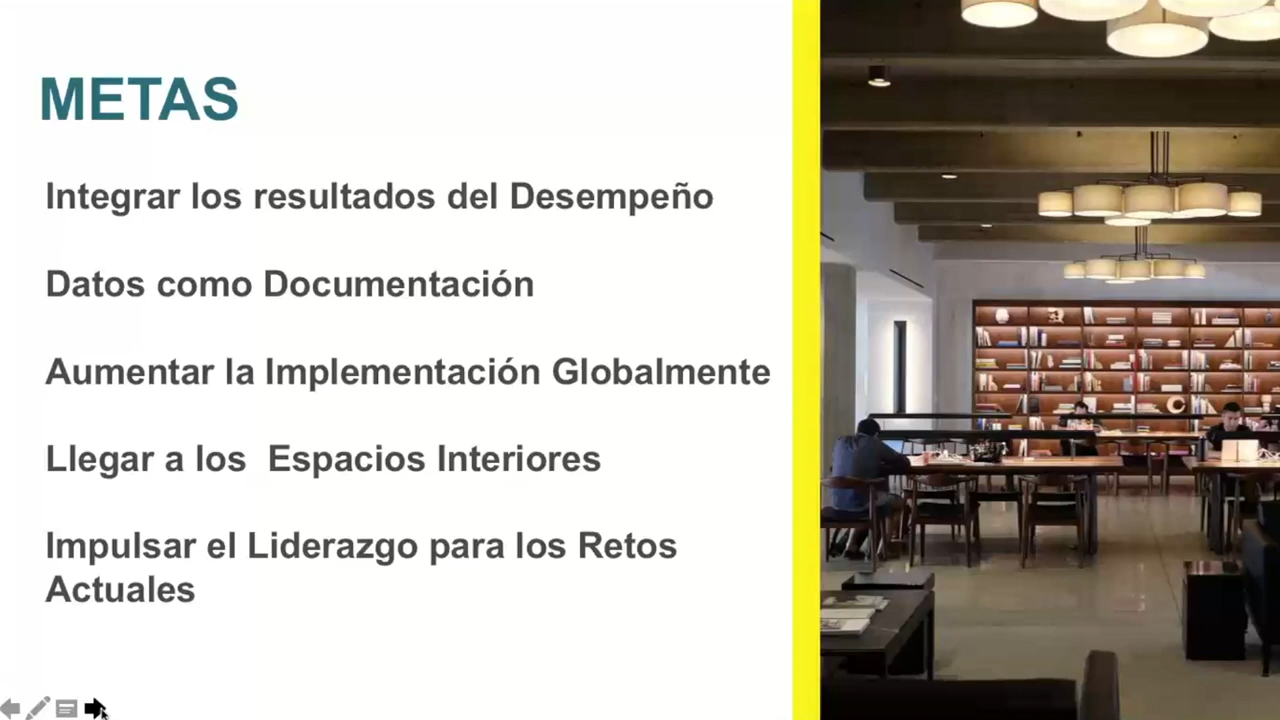 METAS
Integrar los resultados del Desempeño
Datos como Documentación
Aumentar la Implementación Globalmente
Llegar a los  Espacios Interiores
Impulsar el Liderazgo para los Retos
Actuales